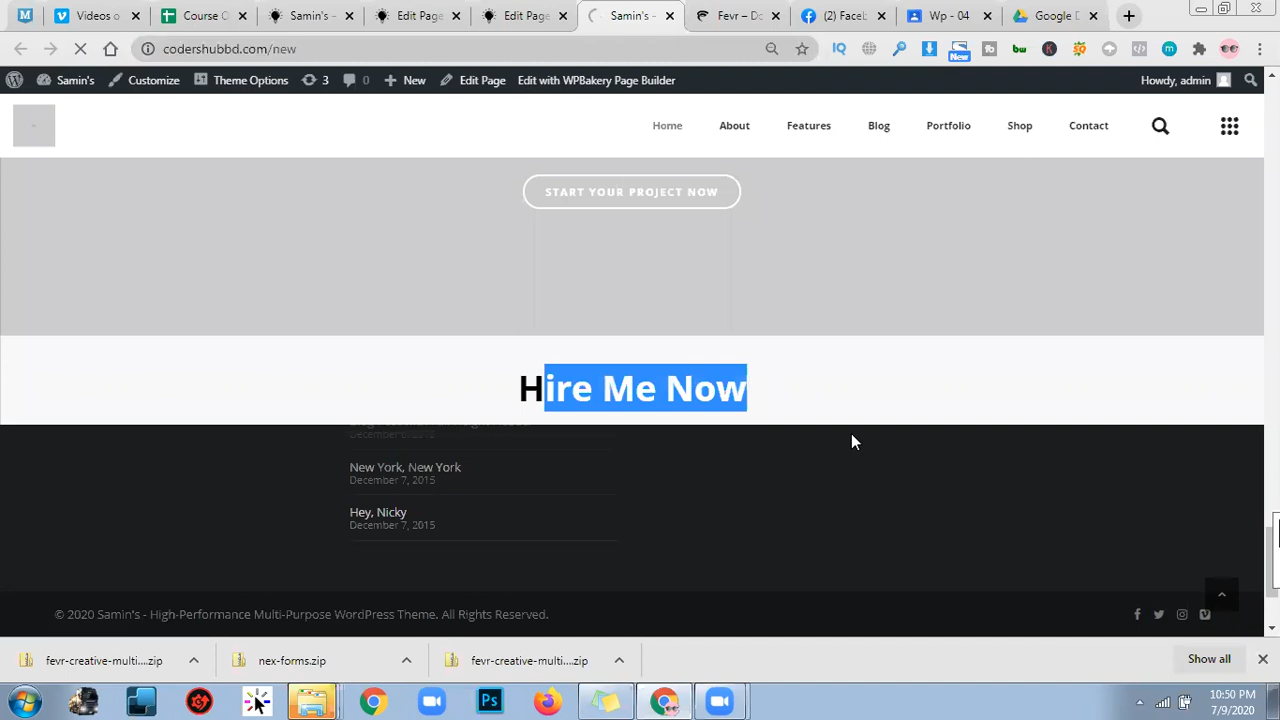 Videos o
Course O
Samin's –
Edit Page
Edit Page
Samin's –
Fevr – D
(2) Fac
Wp - 04
Google D
codershubbd.com/new
New
Samin's
Customize
Theme Options
3
0
New
Edit Page
Edit with WPBakery Page Builder
Howdy, admin
Home
About
Features
Blog
Portfolio
Shop
Contact
START YOUR PROJECT NOW
Hire Me Now
New York, New York
December 7, 2015
Hey, Nicky
December 7, 2015
© 2020 Samin's - High-Performance Multi-Purpose WordPress Theme. All Rights Reserved.
fevr-creative-multi....zip
nex-forms.zip
fevr-creative-multi....zip
Show all
10:50 PM
7/9/2020